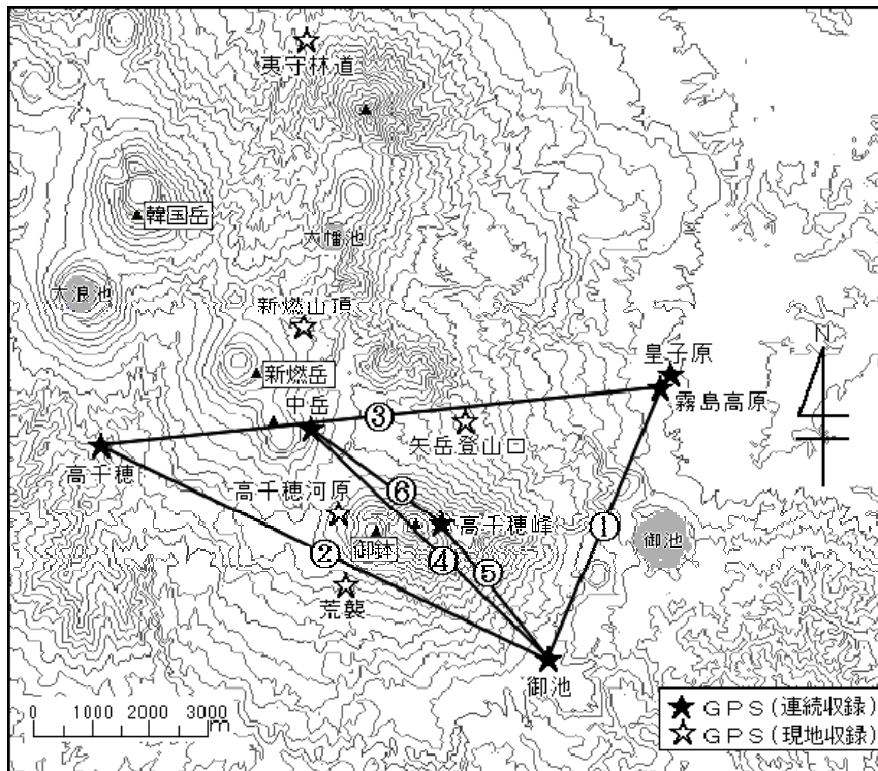 夷守林道
韓国岳
大幡池
大浪池
新燃山頂
新燃岳
皇子原
霧島高原
中岳
③
矢岳登山口
高千穂
高千穂河原
⑥
高千穂峰
①
御鉢
御池
②
④
⑤
荒襲
御池
N
0 1000 2000 3000
m
GPS(連続収録)
GPS(現地収録)